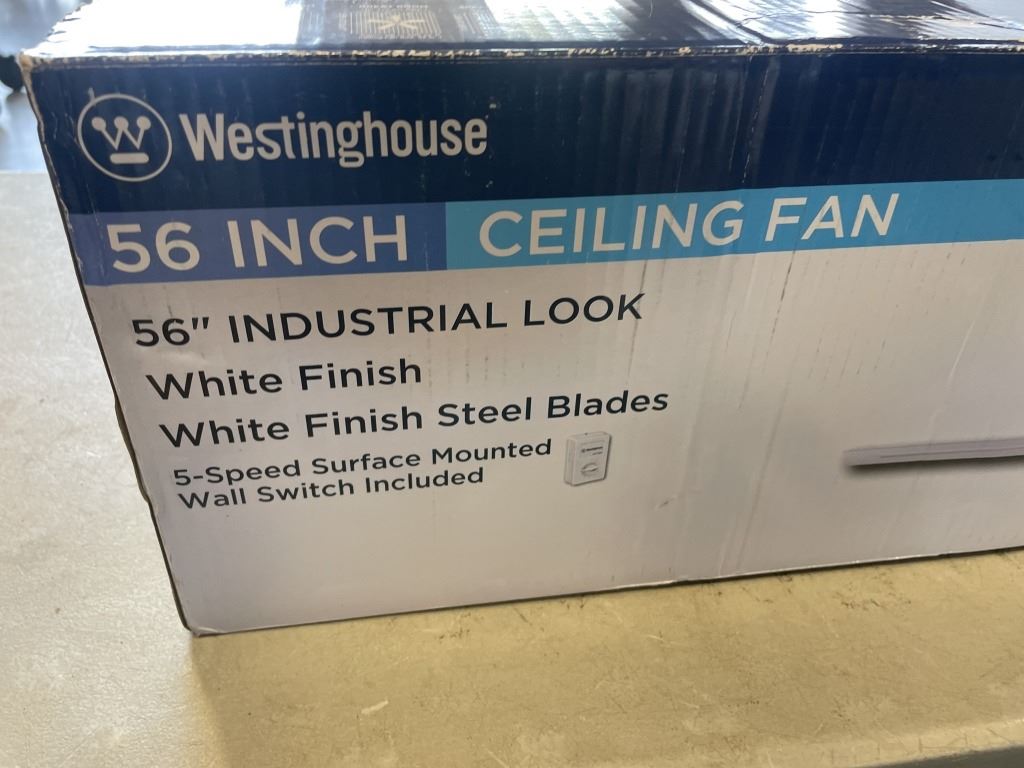 Westinghouse
56 INCH CEILING FAN
56" INDUSTRIAL LOOK
White Finish
White Finish Steel Blades
5-Speed Surface Mounted
Wall Switch Included